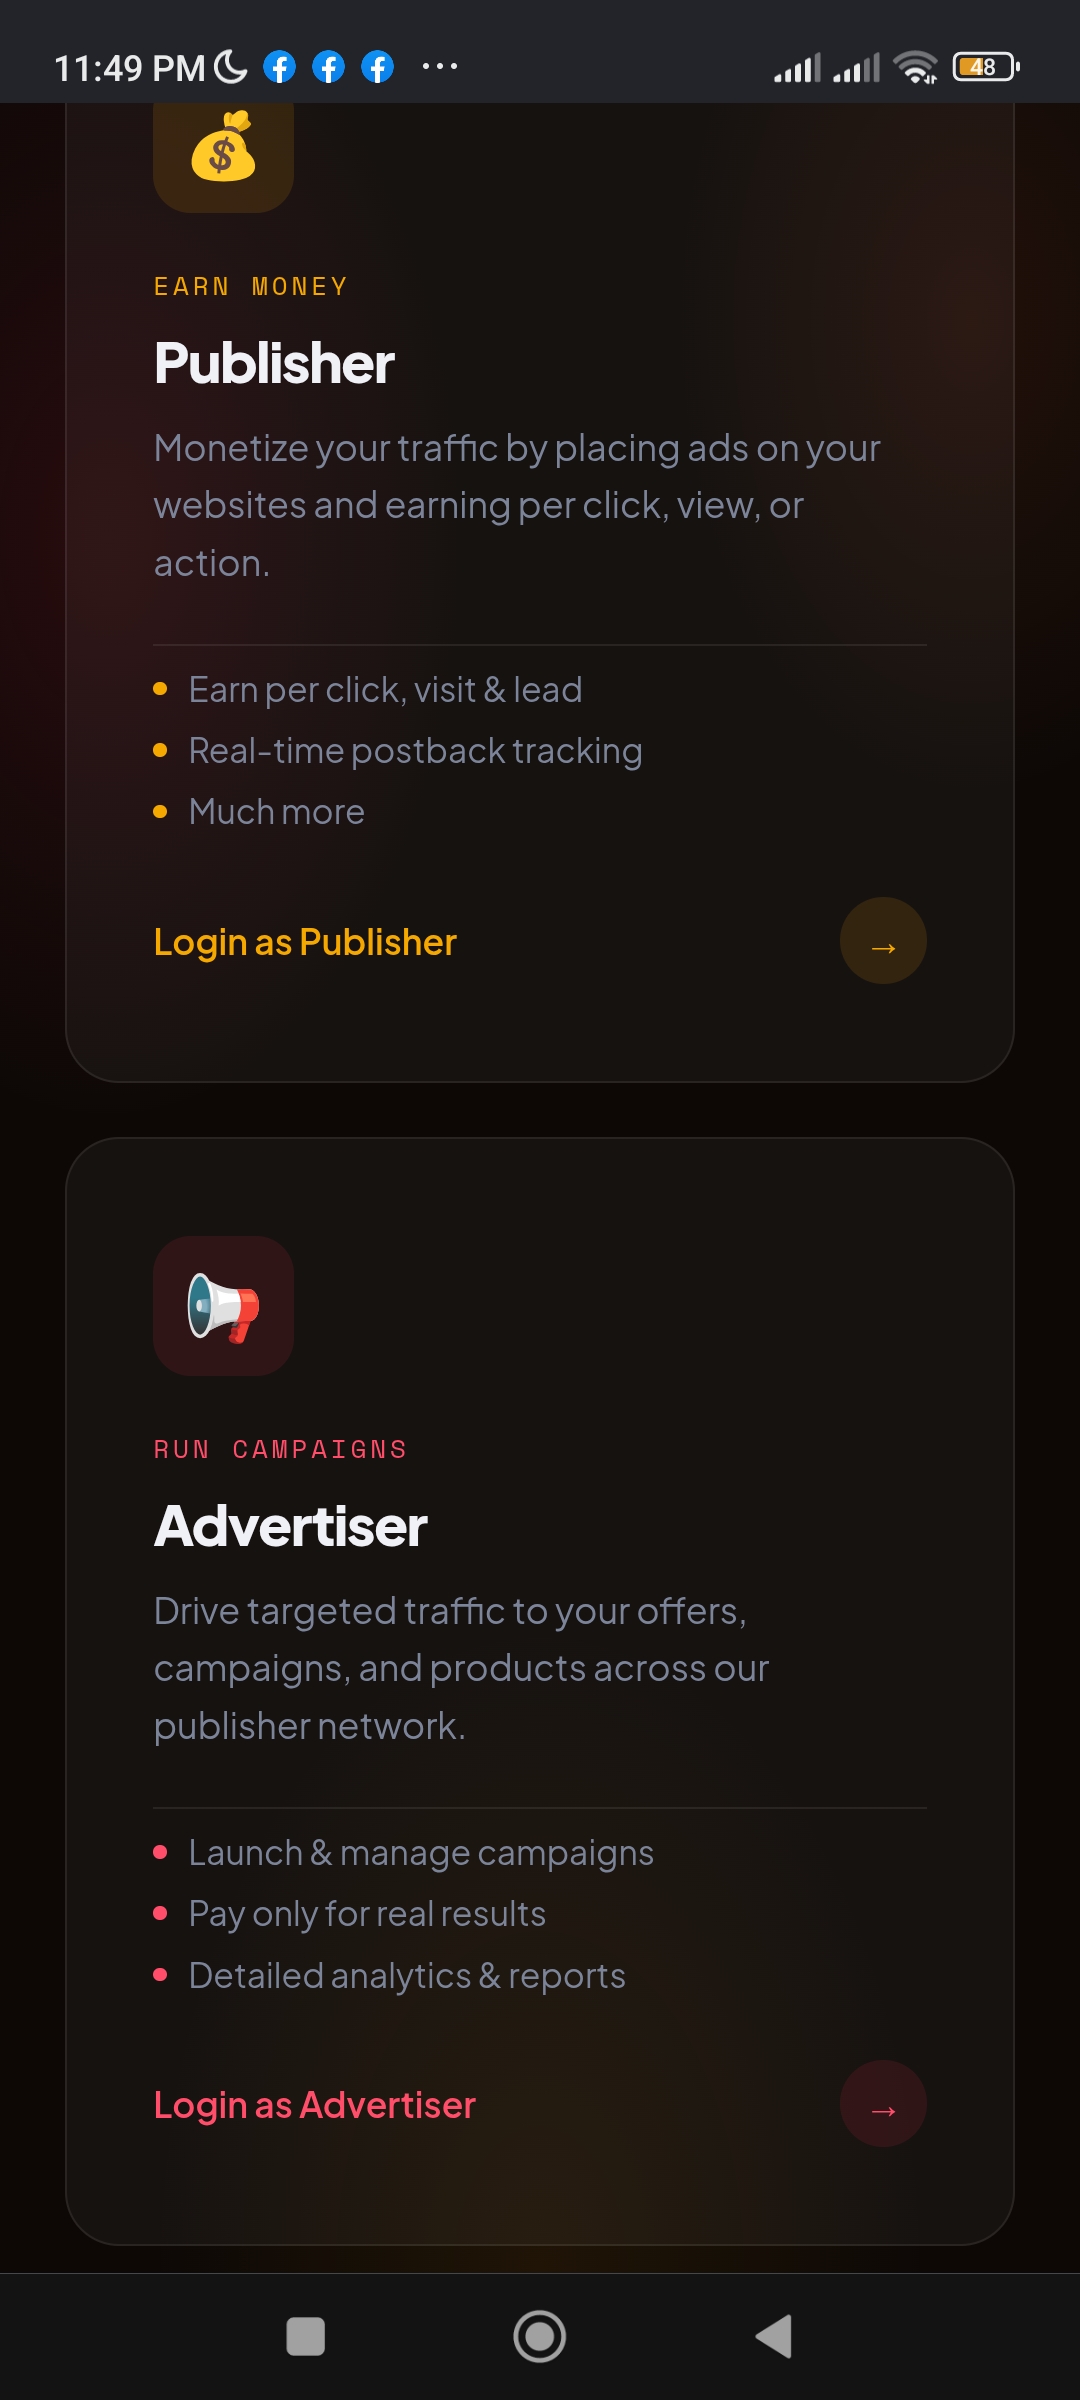 11:49 PM
48
EARN MONEY
Publisher
Monetize your traffic by placing ads on your
websites and earning per click, view, or
action.
Earn per click, visit & lead
Real-time postback tracking
Much more
Login as Publisher →
RUN CAMPAIGNS
Advertiser
Drive targeted traffic to your offers,
campaigns, and products across our
publisher network.
Launch & manage campaigns
Pay only for real results
Detailed analytics & reports
Login as Advertiser →